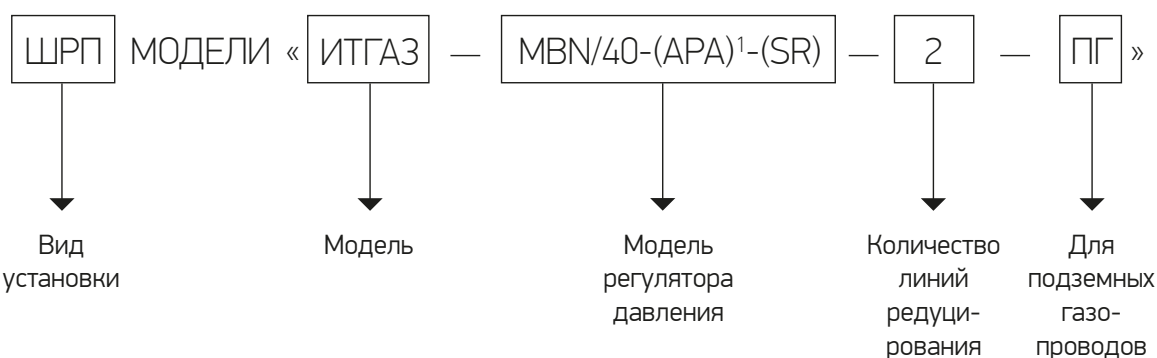 ШРП МОДЕЛИ « ИТГАЗ — MBN/40-(APA)¹-(SR) — 2 — ПГ »
Вид
установки
Модель
Модель
регулятора
давления
Количество
линий
редуци-
рования
Для
подземных
газо-
проводов